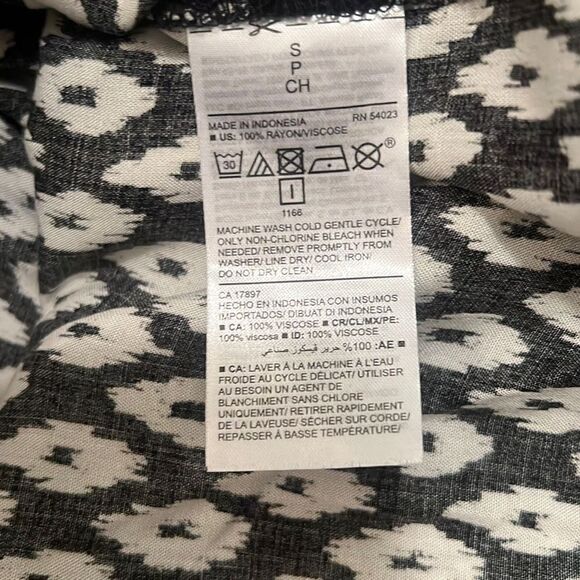 S
P
CH
MADE IN INDONESIA RN 54023
■ US: 100% RAYON/VISCOSE
30
®
1166
MACHINE WASH COLD GENTLE CYCLE/
ONLY NON-CHLORINE BLEACH WHEN
NEEDED/ REMOVE PROMPTLY FROM
WASHER/ LINE DRY/ COOL IRON/
DO NOT DRY CLEAN
CA 17897
HECHO EN INDONESIA CON INSUMOS
IMPORTADOS/ DIBUAT DI INDONESIA
■ CA: 100% VISCOSE ■ CR/CL/MX/PE:
100% viscosa ■ ID: 100% VISCOSE
■ AE: 100% حرير فيسكوز صناعي
■ CA: LAVER À LA MACHINE À L'EAU
FROIDE AU CYCLE DÉLICAT/ UTILISER
AU BESOIN UN AGENT DE
BLANCHIMENT SANS CHLORE
UNIQUEMENT/ RETIRER RAPIDEMENT
DE LA LAVEUSE/ SÉCHER SUR CORDE/
REPASSER À BASSE TEMPÉRATURE/